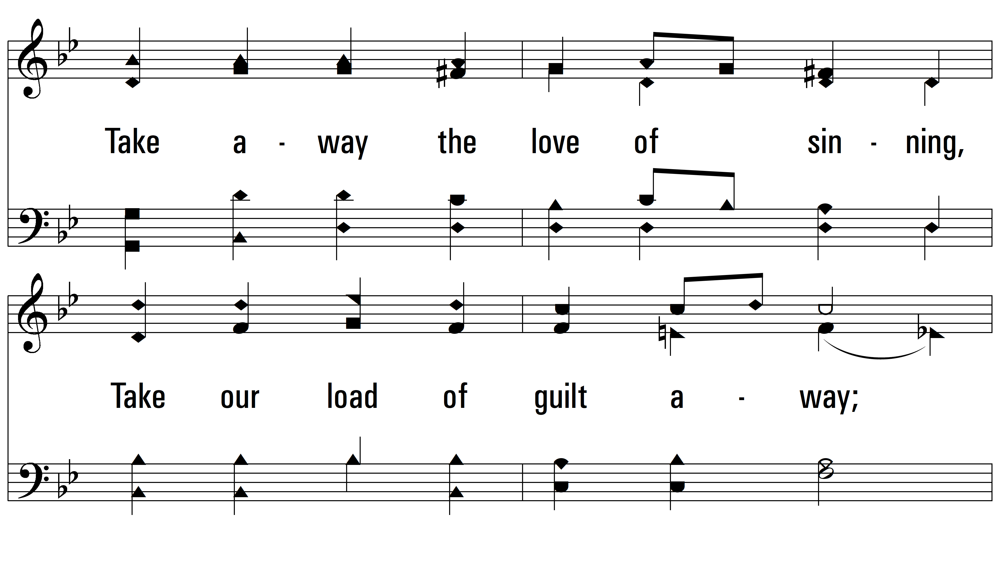 Take a - way the love of sin - ning,
Take our load of guilt a - way;